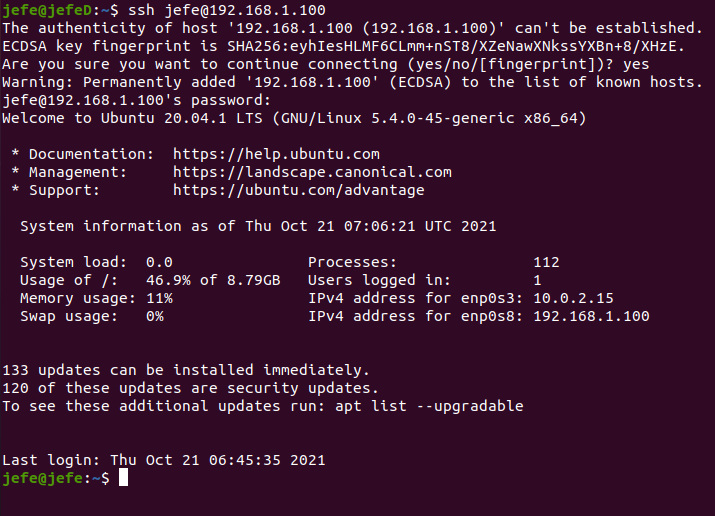 jefe@jefeD:~$ ssh jefe@192.168.1.100
The authenticity of host '192.168.1.100 (192.168.1.100)' can't be established.
ECDSA key fingerprint is SHA256:eyhIesHLMF6CLmm+nST8/XZeNawXNkssYXBn+8/XHzE.
Are you sure you want to continue connecting (yes/no/[fingerprint])? yes
Warning: Permanently added '192.168.1.100' (ECDSA) to the list of known hosts.
jefe@192.168.1.100's password:
Welcome to Ubuntu 20.04.1 LTS (GNU/Linux 5.4.0-45-generic x86_64)

 * Documentation:  https://help.ubuntu.com
 * Management:     https://landscape.canonical.com
 * Support:        https://ubuntu.com/advantage

  System information as of Thu Oct 21 07:06:21 UTC 2021

  System load:  0.0               Processes:               112
  Usage of /:   46.9% of 8.79GB   Users logged in:         1
  Memory usage: 11%               IPv4 address for enp0s3: 10.0.2.15
  Swap usage:   0%                IPv4 address for enp0s8: 192.168.1.100

133 updates can be installed immediately.
120 of these updates are security updates.
To see these additional updates run: apt list --upgradable

Last login: Thu Oct 21 06:45:35 2021
jefe@jefe:~$